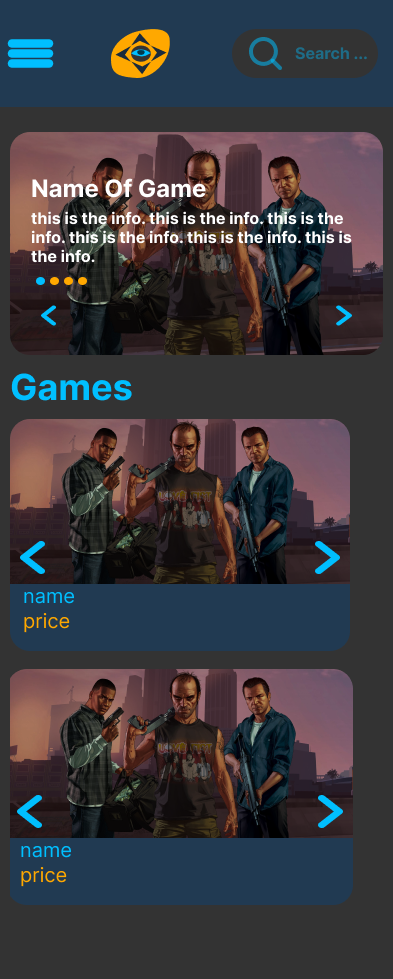 Search ...
Name Of Game
this is the info. this is the info. this is the
info. this is the info. this is the info. this is
the info.
Games
name
price
name
price